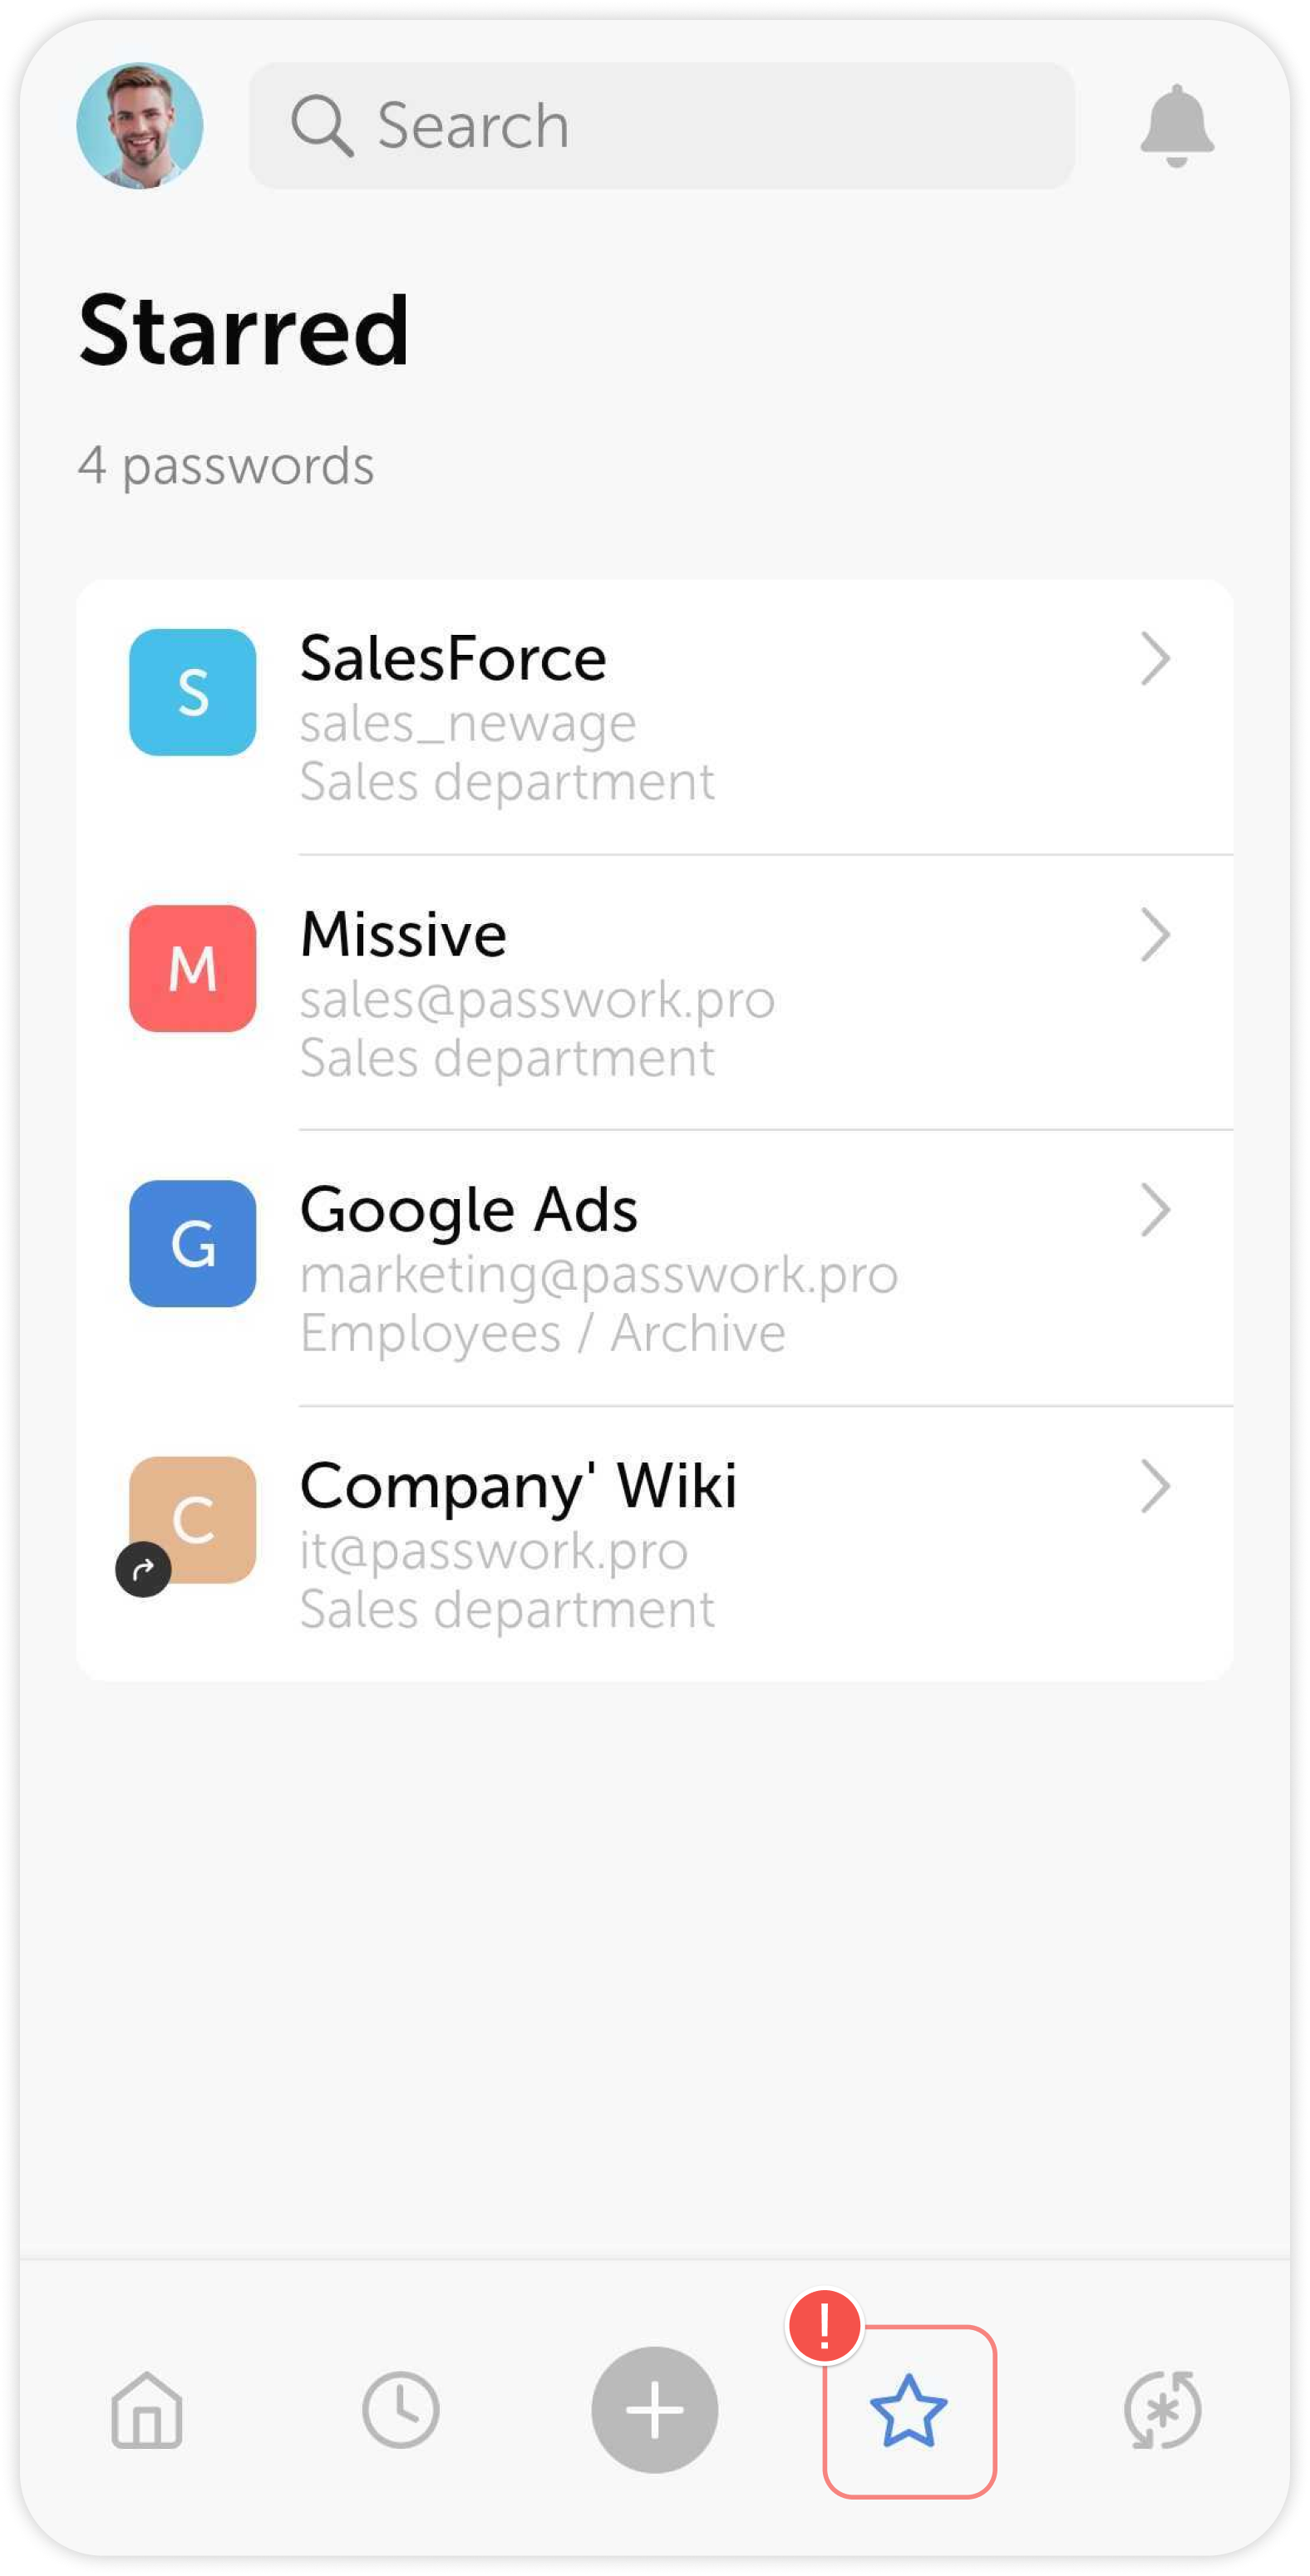 Search
Starred
4 passwords
S
SalesForce
sales_newage
Sales department
M
Missive
sales@passwork.pro
Sales department
G
Google Ads
marketing@passwork.pro
Employees / Archive
C
Company' Wiki
it@passwork.pro
Sales department
!